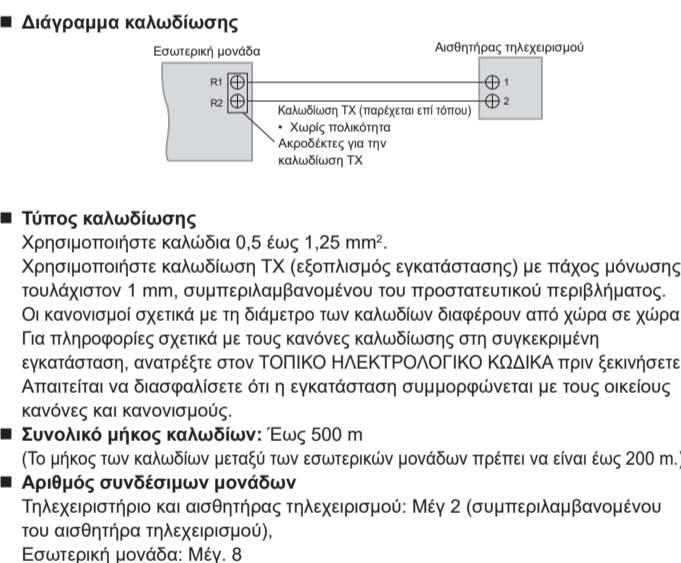 ■ Διάγραμμα καλωδίωσης
Εσωτερική μονάδα
Αισθητήρας τηλεχειρισμού
R1
R2
1
2
Καλωδίωση TX (παρέχεται επί τόπου)
• Χωρίς πολικότητα
Ακροδέκτες για την
καλωδίωση TX
■ Τύπος καλωδίωσης
Χρησιμοποιήστε καλώδια 0,5 έως 1,25 mm².
Χρησιμοποιήστε καλωδίωση TX (εξοπλισμός εγκατάστασης) με πάχος μόνωσης
τουλάχιστον 1 mm, συμπεριλαμβανομένου του προστατευτικού περιβλήματος.
Οι κανονισμοί σχετικά με τη διάμετρο των καλωδίων διαφέρουν από χώρα σε χώρα
Για πληροφορίες σχετικά με τους κανόνες καλωδίωσης στη συγκεκριμένη
εγκατάσταση, ανατρέξτε στον ΤΟΠΙΚΟ ΗΛΕΚΤΡΟΛΟΓΙΚΟ ΚΩΔΙΚΑ πριν ξεκινήσετε
Απαιτείται να διασφαλίσετε ότι η εγκατάσταση συμμορφώνεται με τους οικείους
κανόνες και κανονισμούς.
■ Συνολικό μήκος καλωδίων: Έως 500 m
(Το μήκος των καλωδίων μεταξύ των εσωτερικών μονάδων πρέπει να είναι έως 200 m.)
■ Αριθμός συνδέσιμων μονάδων
Τηλεχειριστήριο και αισθητήρας τηλεχειρισμού: Μέγ 2 (συμπεριλαμβανομένου
του αισθητήρα τηλεχειρισμού),
Εσωτερική μονάδα: Μέγ. 8